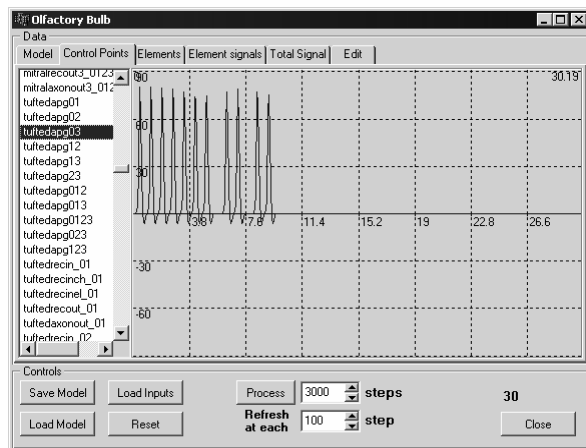 Olfactory Bulb
Data
Model Control Points Elements Element signals Total Signal Edit
mitralrecout3_0123
mitralaxonout3_012
tuftedapg01
tuftedapg02
tuftedapg03
tuftedapg12
tuftedapg13
tuftedapg23
tuftedapg012
tuftedapg013
tuftedapg0123
tuftedapg023
tuftedapg123
tuftedrecin_01
tuftedrecinch_01
tuftedrecinel_01
tuftedrecout_01
tuftedaxonout_01
tuftedrecin_02
90 30.19
60
30
3.8 7.6 11.4 15.2 19 22.8 26.6
-30
-60
Controls
Save Model Load Inputs Process 3000 steps 30
Load Model Reset Refresh at each 100 step Close